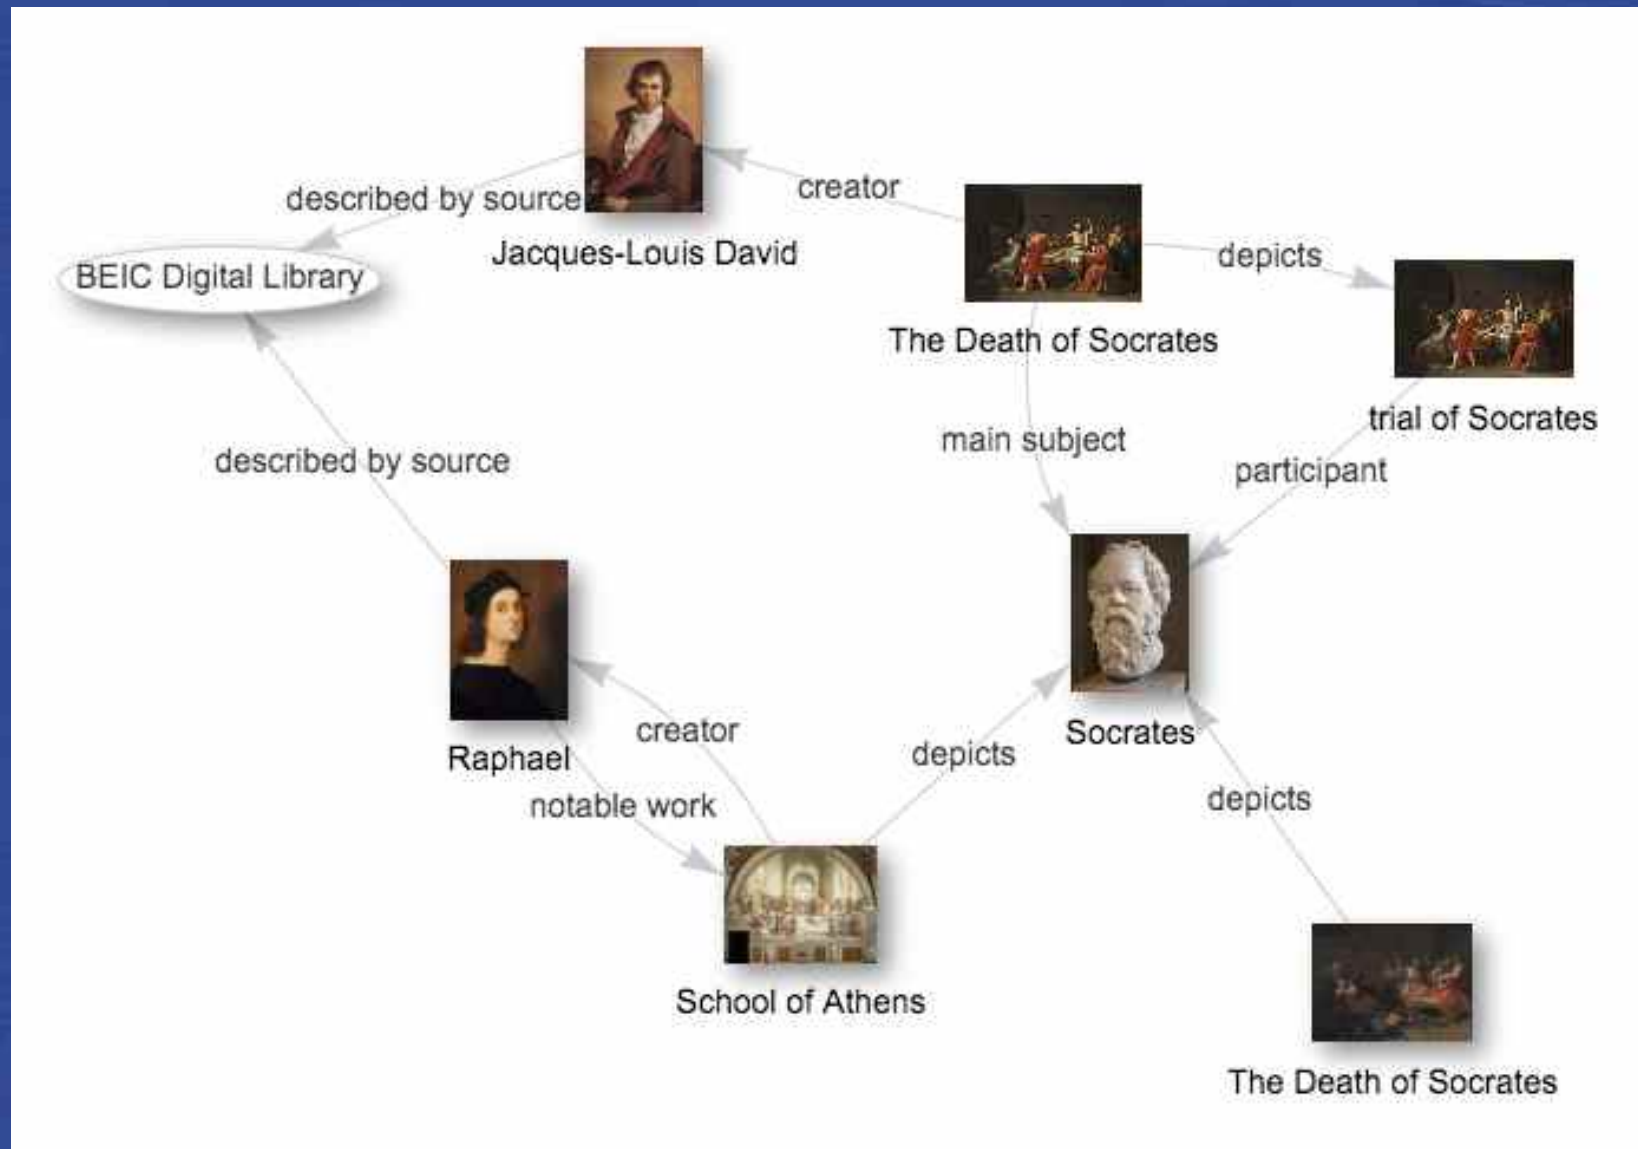 creator
described by source
Jacques-Louis David
depicts
BEIC Digital Library
The Death of Socrates
trial of Socrates
main subject
described by source
participant
Socrates
creator
depicts
Raphael
notable work
depicts
School of Athens
The Death of Socrates